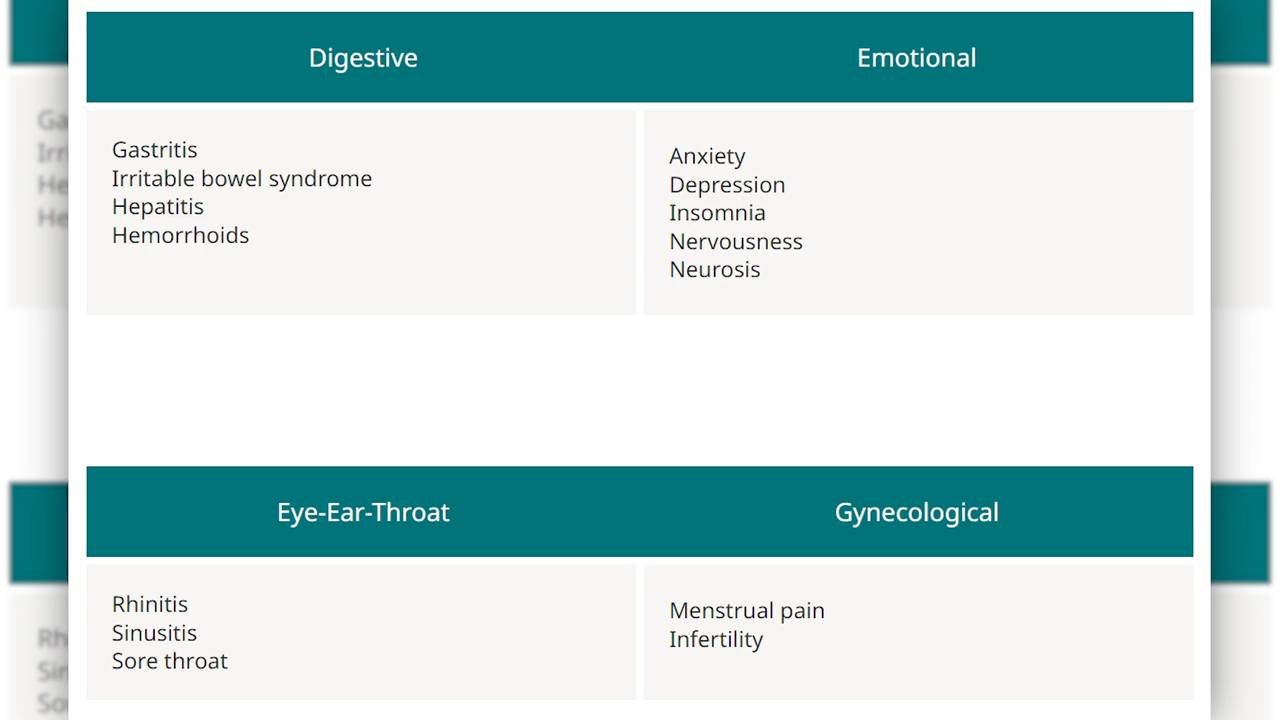 Digestive
Emotional
Gastritis
Irritable bowel syndrome
Hepatitis
Hemorrhoids
Anxiety
Depression
Insomnia
Nervousness
Neurosis
Eye-Ear-Throat
Gynecological
Rhinitis
Sinusitis
Sore throat
Menstrual pain
Infertility